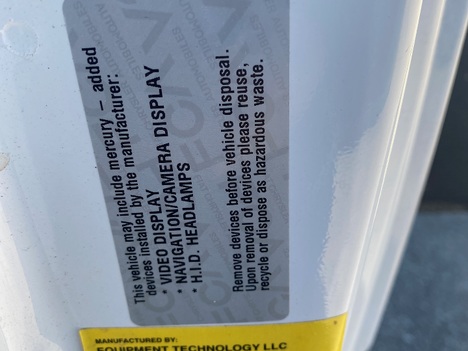 This vehicle may include mercury – added
devices installed by the manufacturer:
• VIDEO DISPLAY
• NAVIGATION/CAMERA DISPLAY
• H.I.D. HEADLAMPS
Remove devices before vehicle disposal.
Upon removal of devices please reuse,
recycle or dispose as hazardous waste.
MANUFACTURED BY:
EQUIPMENT TECHNOLOGY LLC